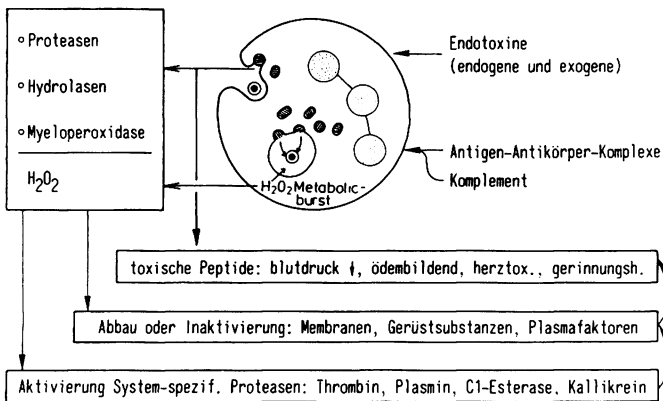 Proteasen
Hydrolasen
Myeloperoxidase
H₂O₂
Endotoxine
(endogene und exogene)
Antigen-Antikörper-Komplexe
Komplement
H₂O₂ Metabolic-
burst
toxische Peptide: blutdruck ↓, ödembildend, herztox., gerinnungsh.
Abbau oder Inaktivierung: Membranen, Gerüstsubstanzen, Plasmafaktoren
Aktivierung System-spezif. Proteasen: Thrombin, Plasmin, C1-Esterase, Kallikrein